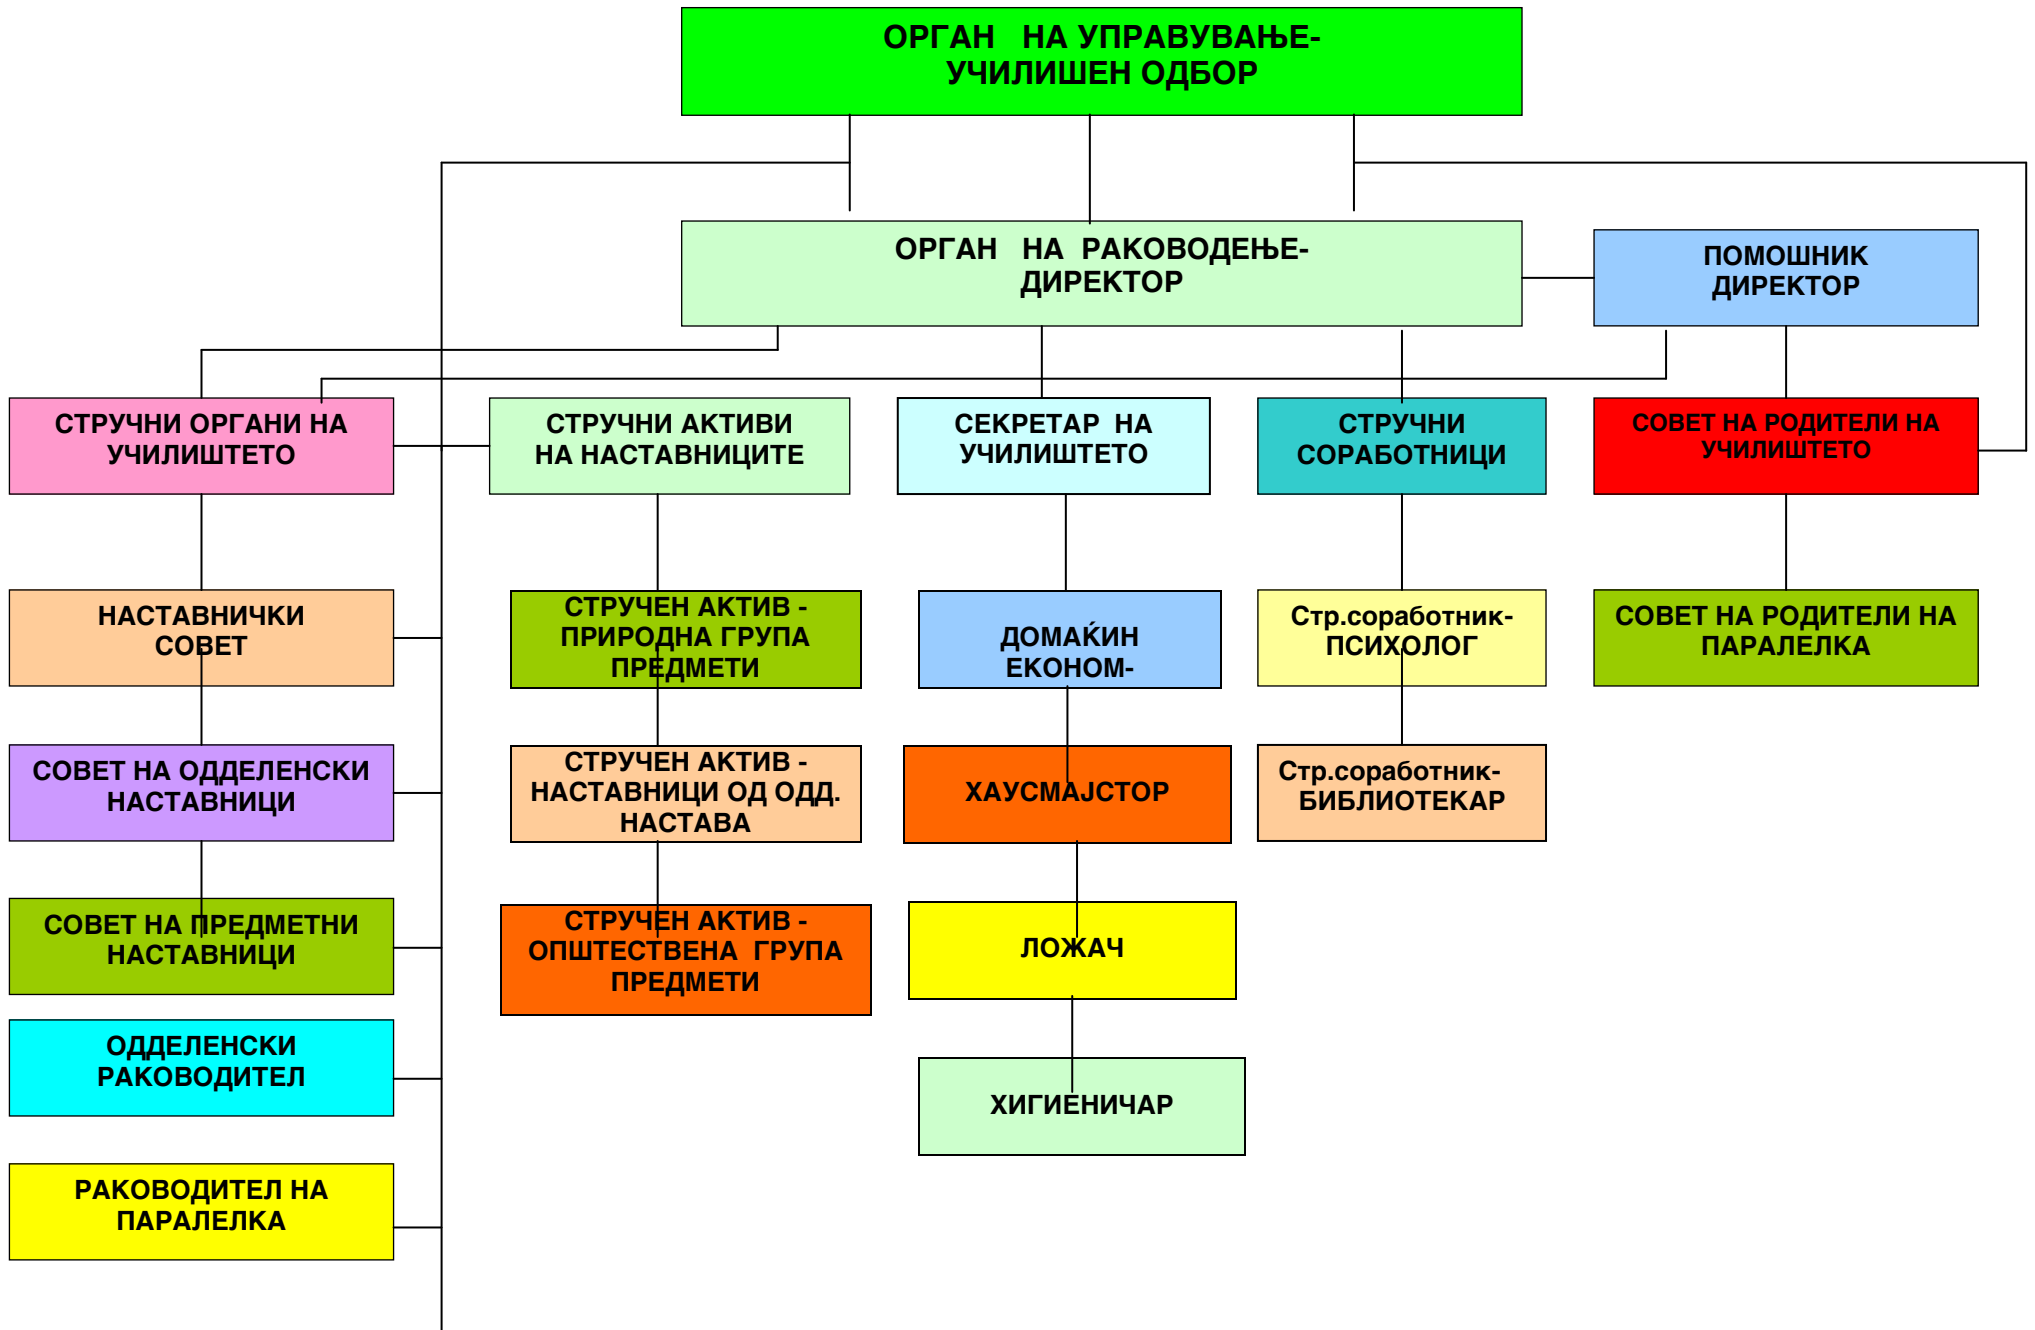 ОРГАН НА УПРАВУВАЊЕ-
УЧИЛИШЕН ОДБОР
ОРГАН НА РАКОВОДЕЊЕ-
ДИРЕКТОР
ПОМОШНИК
ДИРЕКТОР
СТРУЧНИ ОРГАНИ НА
УЧИЛИШТЕТО
СТРУЧНИ АКТИВИ
НА НАСТАВНИЦИТЕ
СЕКРЕТАР НА
УЧИЛИШТЕТО
СТРУЧНИ
СОРАБОТНИЦИ
СОВЕТ НА РОДИТЕЛИ НА
УЧИЛИШТЕТО
НАСТАВНИЧКИ
СОВЕТ
СТРУЧЕН АКТИВ -
ПРИРОДНА ГРУПА
ПРЕДМЕТИ
ДОМАЌИН
ЕКОНОМ-
Стр.соработник-
ПСИХОЛОГ
СОВЕТ НА РОДИТЕЛИ НА
ПАРАЛЕЛКА
СОВЕТ НА ОДДЕЛЕНСКИ
НАСТАВНИЦИ
СТРУЧЕН АКТИВ -
НАСТАВНИЦИ ОД ОДД.
НАСТАВА
ХАУСМАЈСТОР
Стр.соработник-
БИБЛИОТЕКАР
СОВЕТ НА ПРЕДМЕТНИ
НАСТАВНИЦИ
СТРУЧЕН АКТИВ -
ОПШТЕСТВЕНА ГРУПА
ПРЕДМЕТИ
ЛОЖАЧ
ОДДЕЛЕНСКИ
РАКОВОДИТЕЛ
ХИГИЕНИЧАР
РАКОВОДИТЕЛ НА
ПАРАЛЕЛКА